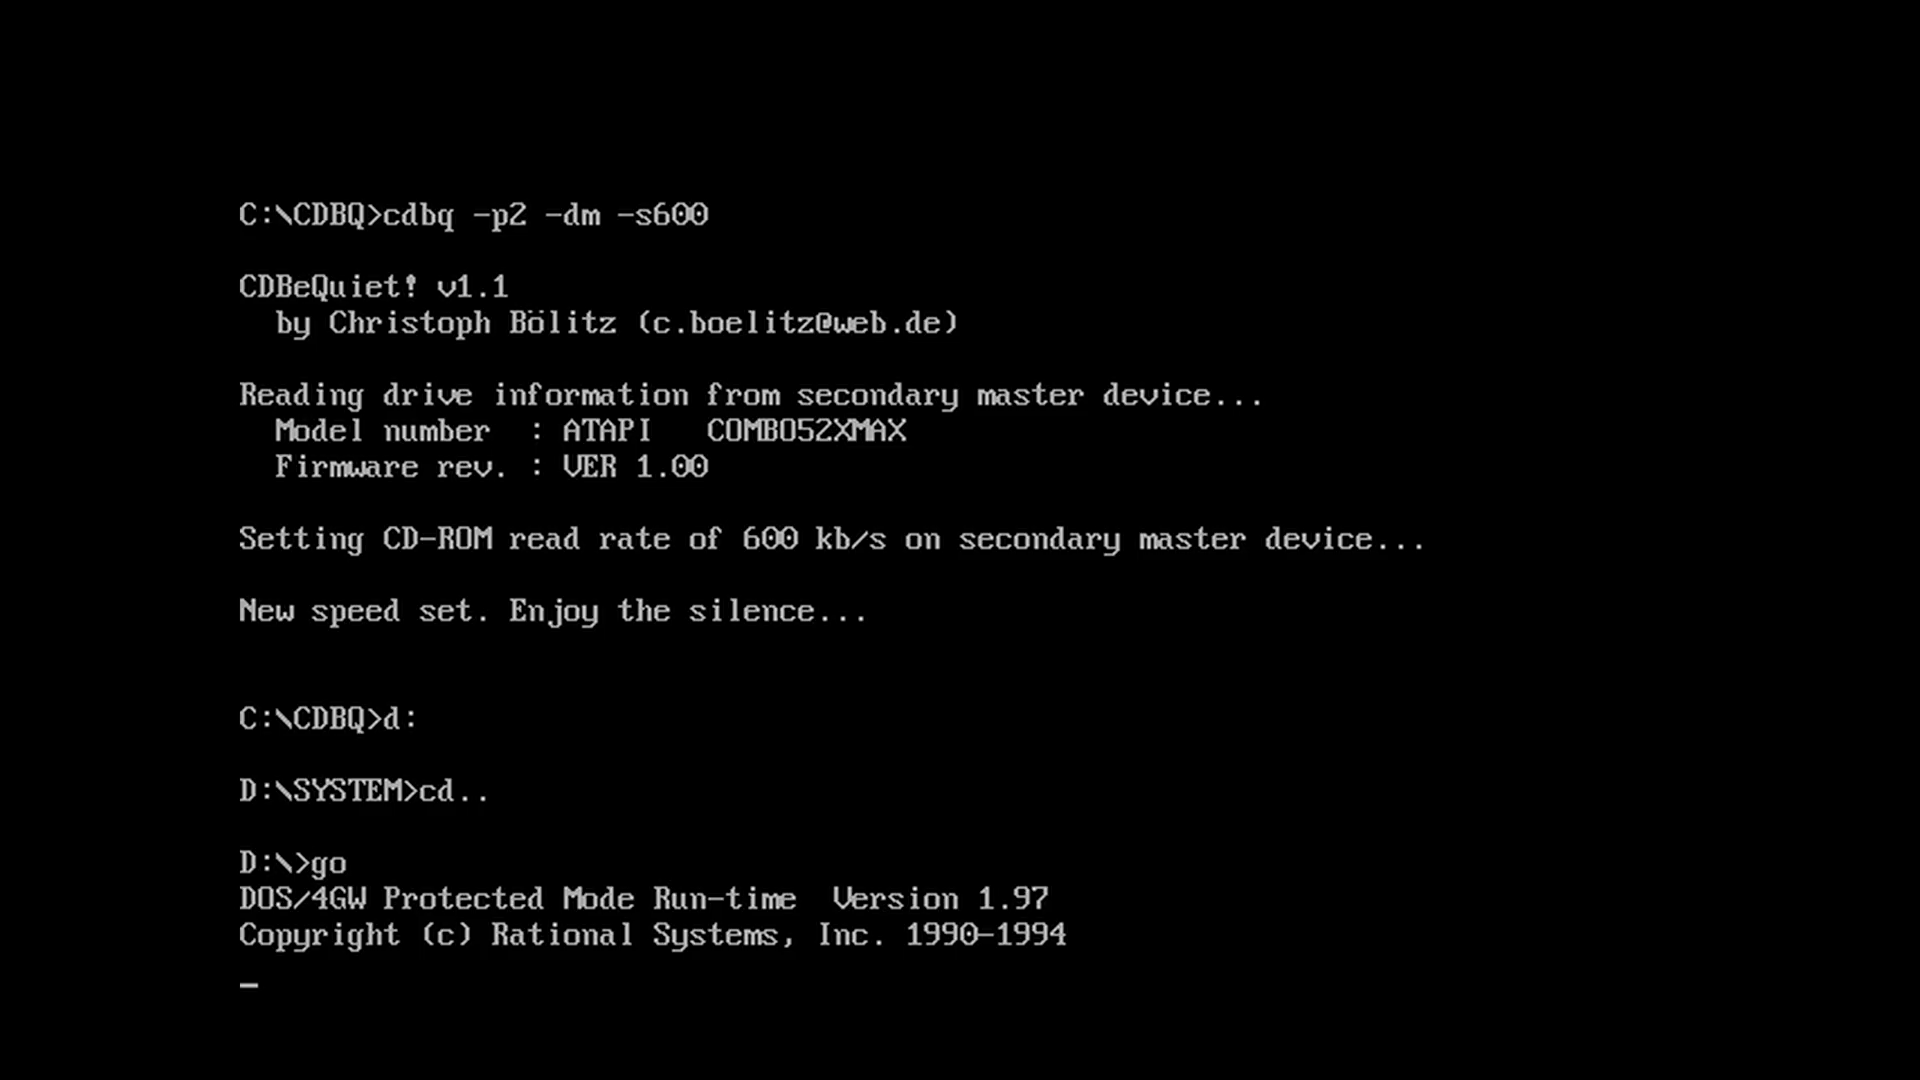 C:\CDBQ>cdbq -p2 -dm -s600
CDBeQuiet! v1.1
by Christoph Bölitz (c.boelitz@web.de)
Reading drive information from secondary master device...
Model number  : ATAPI   COMBO52XMAX
Firmware rev. : VER 1.00
Setting CD-ROM read rate of 600 kb/s on secondary master device...
New speed set. Enjoy the silence...
C:\CDBQ>d:
D:\SYSTEM>cd..
D:\>go
DOS/4GW Protected Mode Run-time  Version 1.97
Copyright (c) Rational Systems, Inc. 1990-1994
_